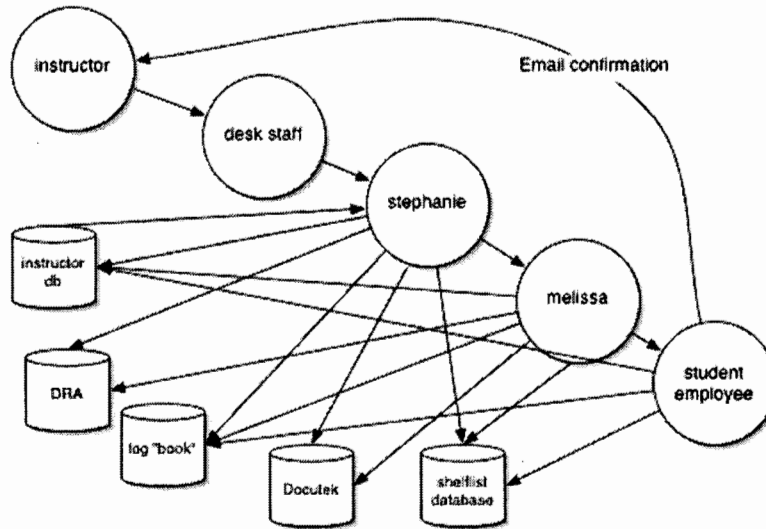 instructor
Email confirmation
desk staff
stephanie
instructor
db
melissa
DRA
student
employee
log "book"
Docutek
shelflist
database